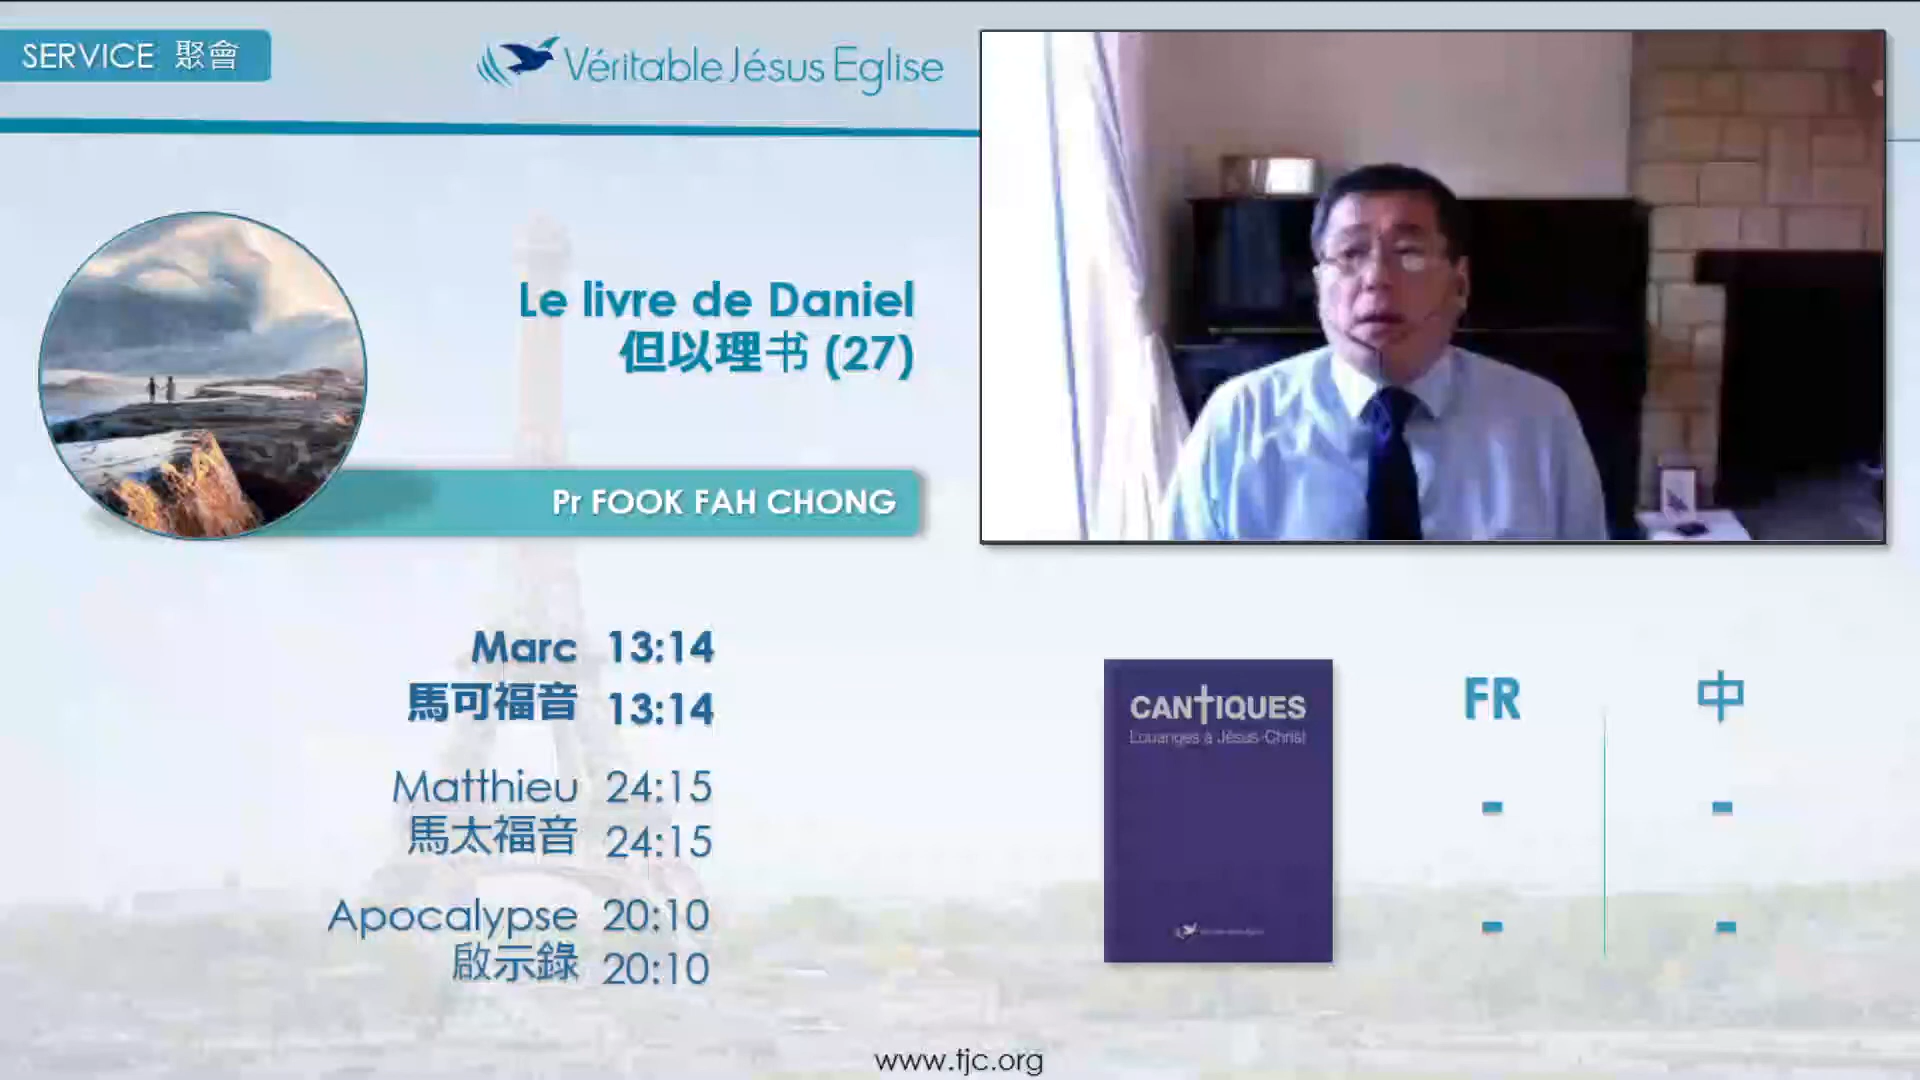 SERVICE 聚會
Véritable Jésus Eglise
Le livre de Daniel
但以理书 (27)
Pr FOOK FAH CHONG
Marc 13:14
馬可福音 13:14
Matthieu 24:15
馬太福音 24:15
Apocalypse 20:10
啟示錄 20:10
CANTIQUES
Louanges à Jésus-Christ
FR 中
- -
- -
www.tjc.org